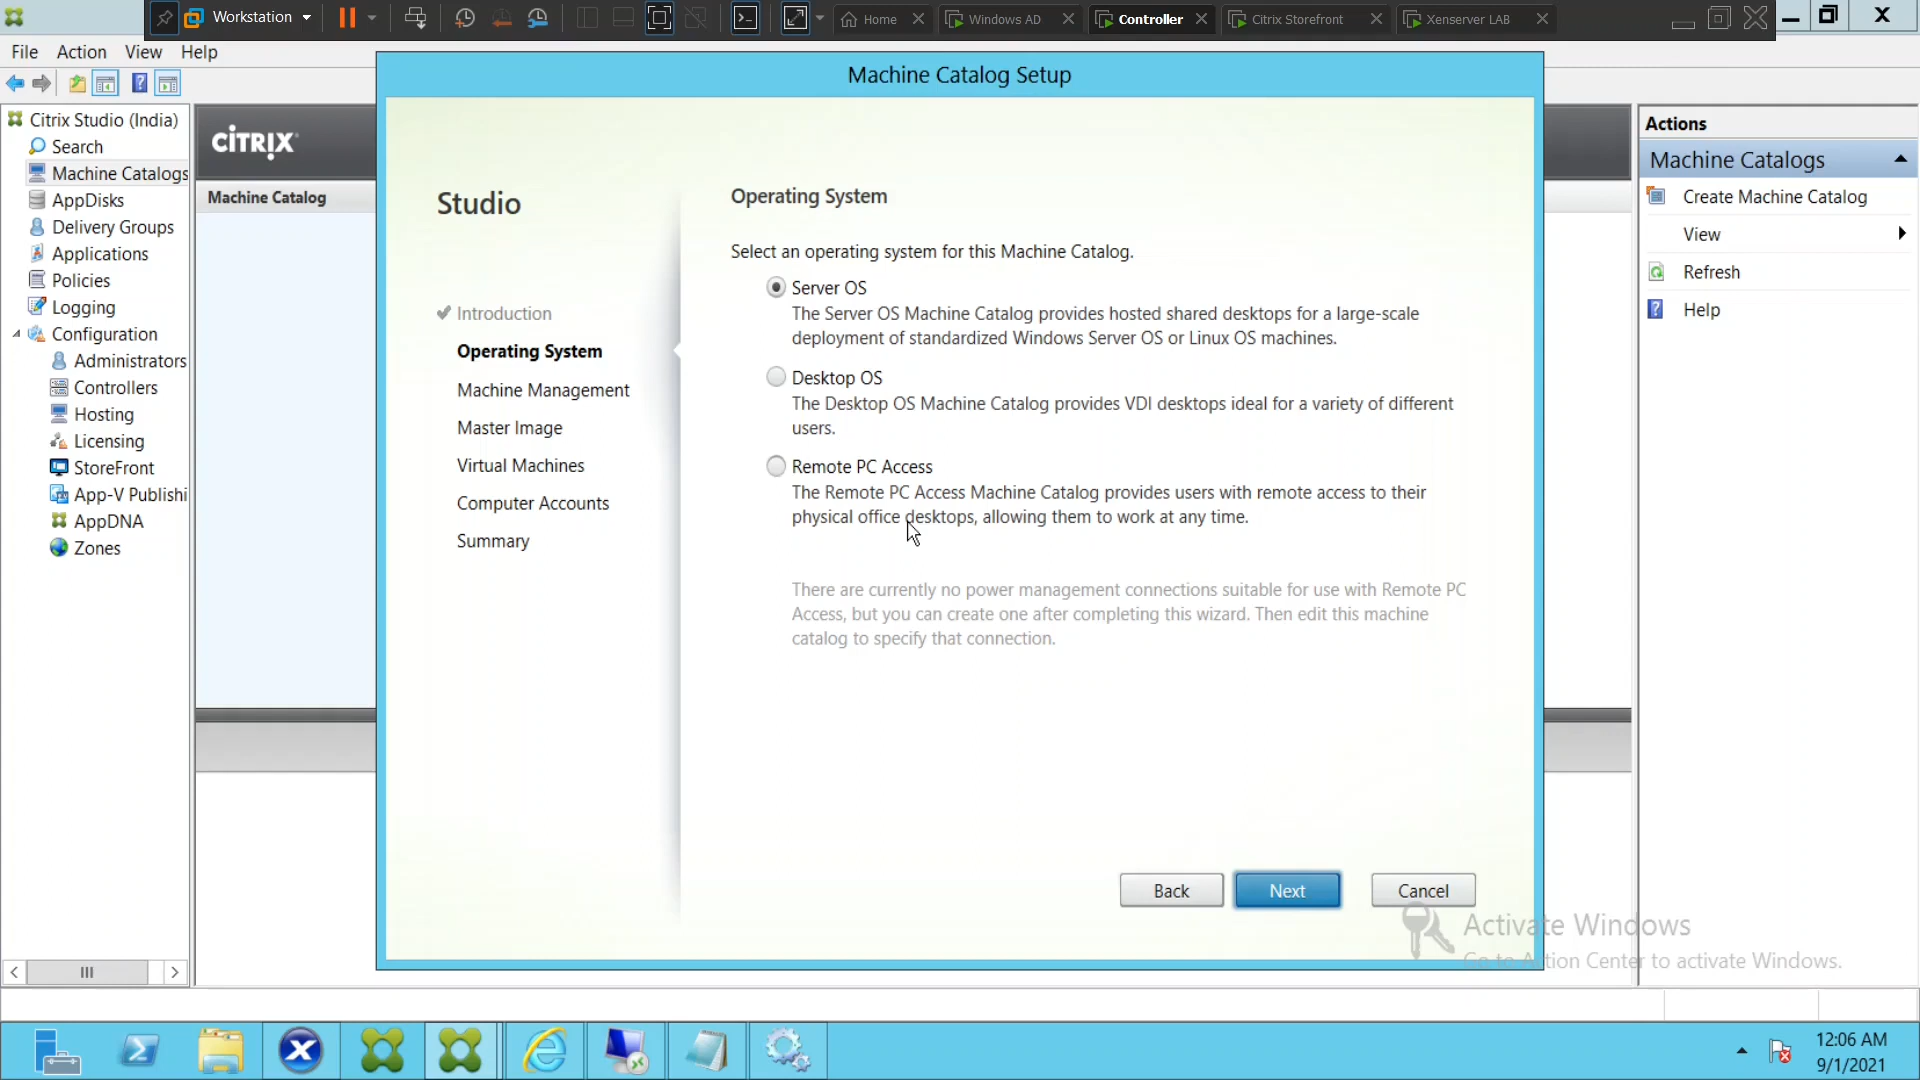 Workstation
Home
Windows AD
Controller
Citrix Storefront
Xenserver LAB
File Action View Help
Machine Catalog Setup
Citrix Studio (India)
Search
Machine Catalogs
AppDisks
Delivery Groups
Applications
Policies
Logging
Configuration
Administrators
Controllers
Hosting
Licensing
StoreFront
App-V Publishi
AppDNA
Zones
CITRIX
Machine Catalog
Studio
Introduction
Operating System
Machine Management
Master Image
Virtual Machines
Computer Accounts
Summary
Operating System
Select an operating system for this Machine Catalog.
Server OS
The Server OS Machine Catalog provides hosted shared desktops for a large-scale
deployment of standardized Windows Server OS or Linux OS machines.
Desktop OS
The Desktop OS Machine Catalog provides VDI desktops ideal for a variety of different
users.
Remote PC Access
The Remote PC Access Machine Catalog provides users with remote access to their
physical office desktops, allowing them to work at any time.
There are currently no power management connections suitable for use with Remote PC
Access, but you can create one after completing this wizard. Then edit this machine
catalog to specify that connection.
Back
Next
Cancel
Actions
Machine Catalogs
Create Machine Catalog
View
Refresh
Help
Activate Windows
Go to Action Center to activate Windows.
12:06 AM
9/1/2021